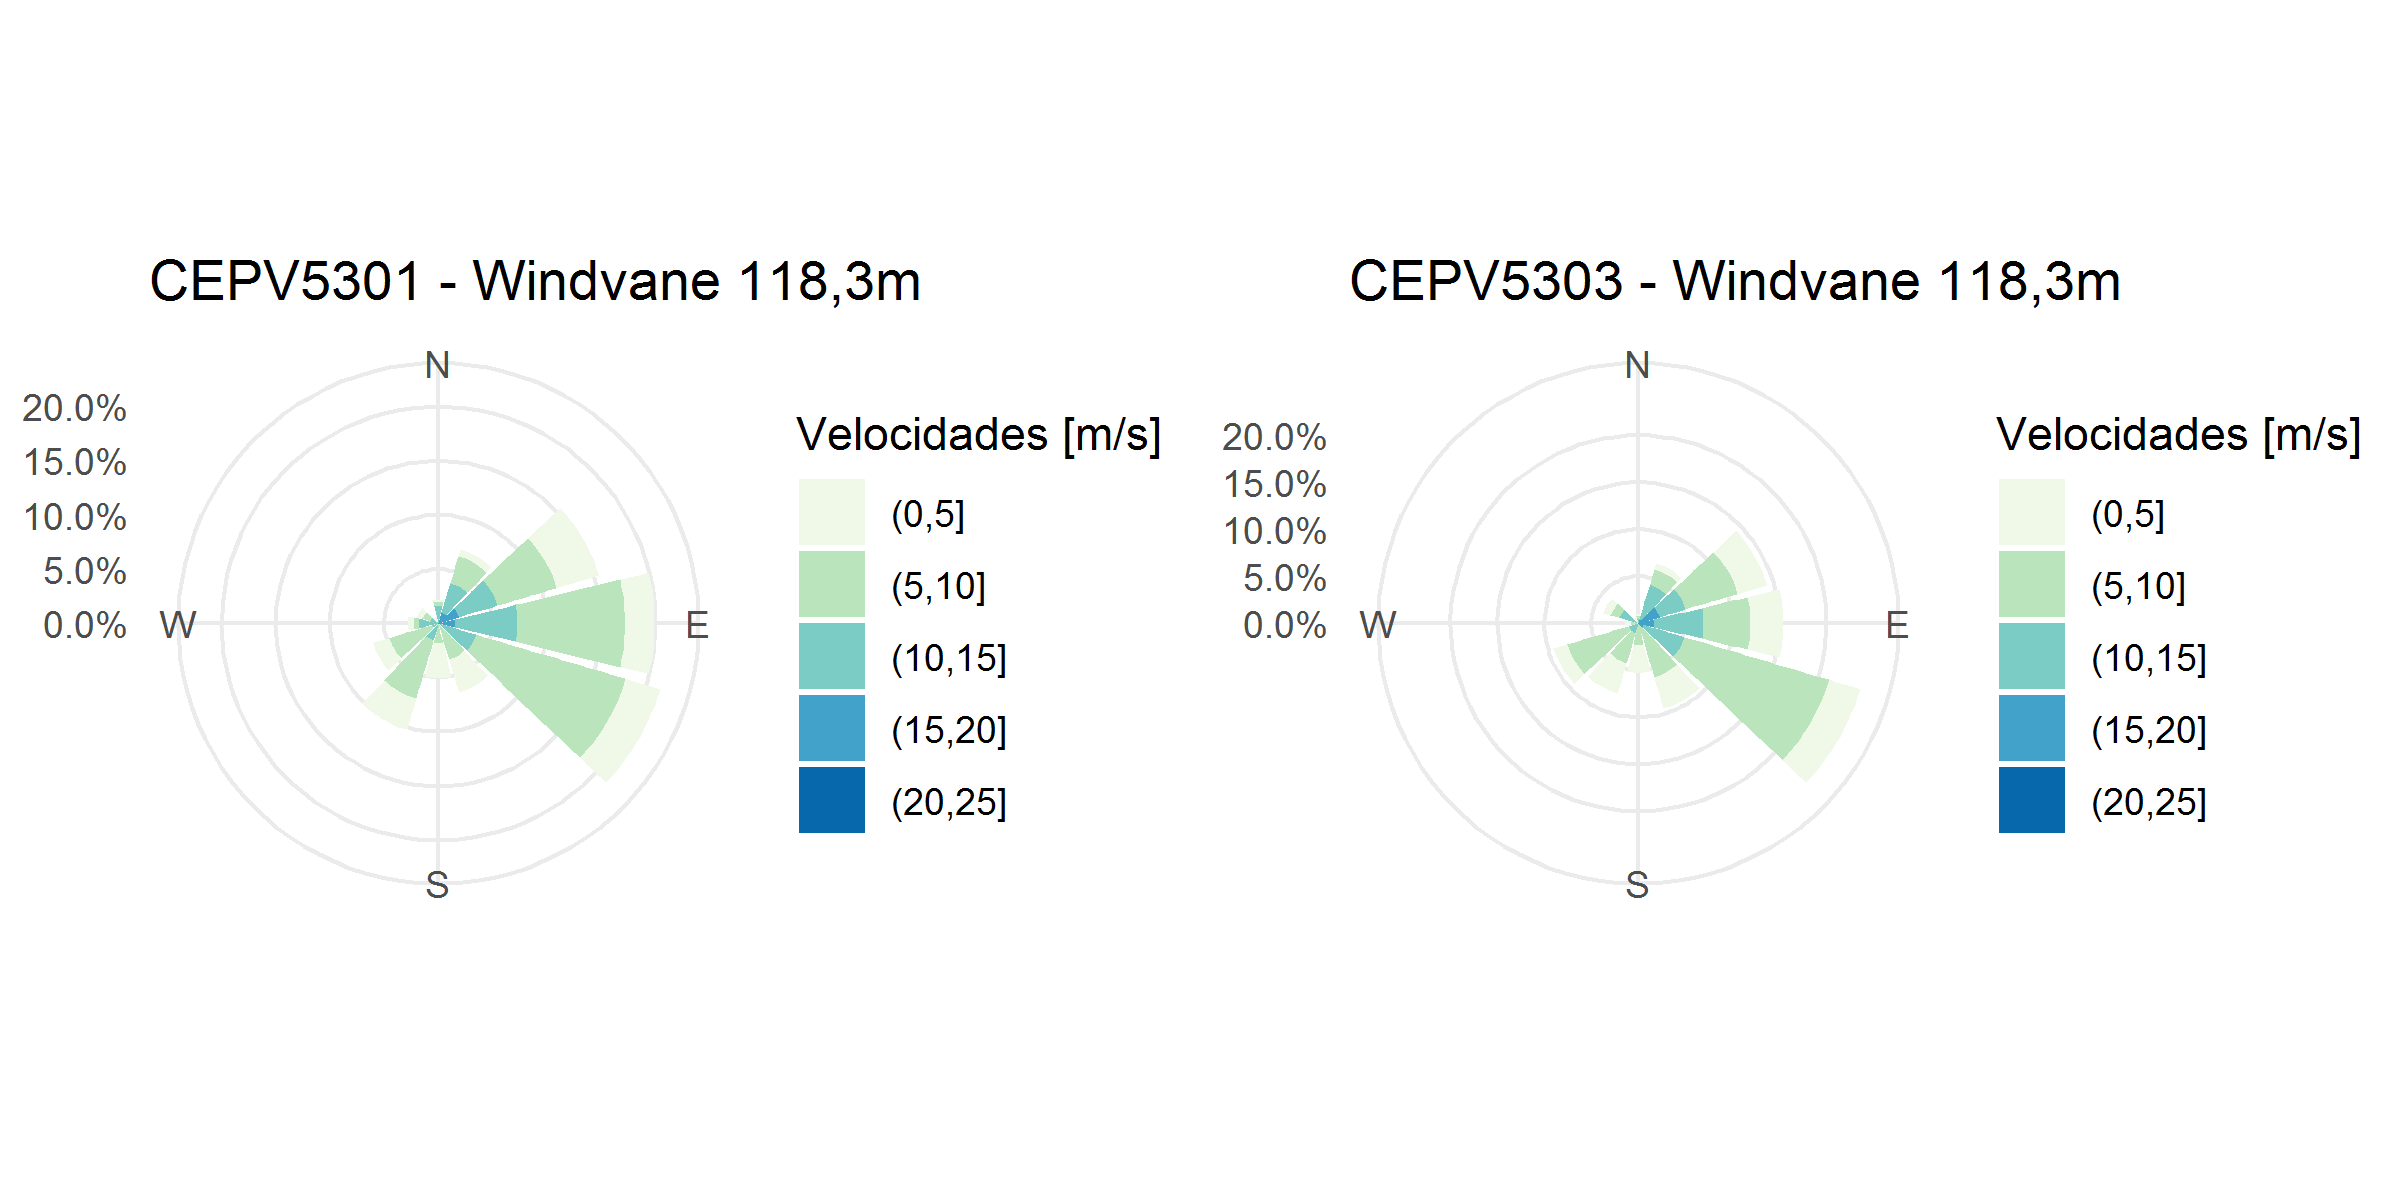 CEPV5301 - Windvane 118,3m
N
20.0%
15.0%
10.0%
5.0%
0.0%
W
E
S
Velocidades [m/s]
(0,5]
(5,10]
(10,15]
(15,20]
(20,25]
CEPV5303 - Windvane 118,3m
N
20.0%
15.0%
10.0%
5.0%
0.0%
W
E
S
Velocidades [m/s]
(0,5]
(5,10]
(10,15]
(15,20]
(20,25]